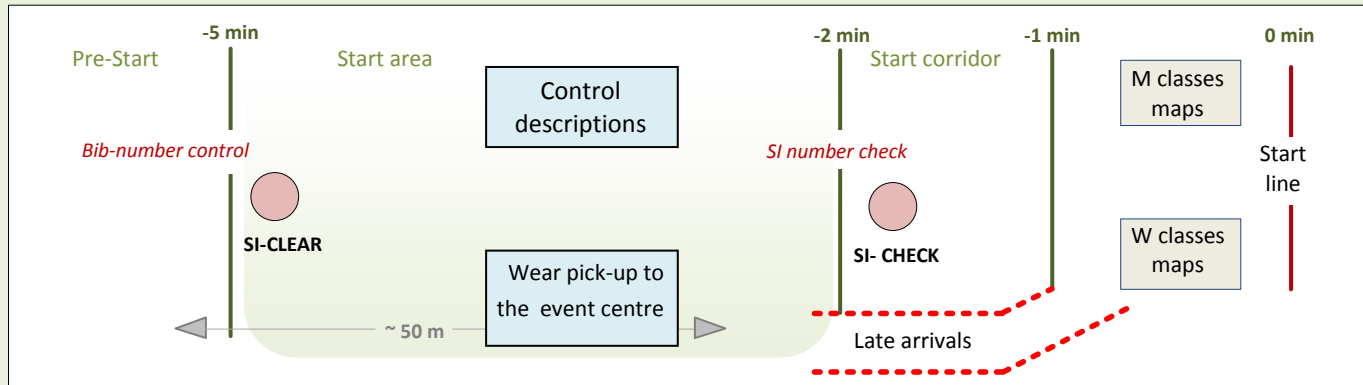 -5 min
-2 min
-1 min
0 min
Pre-Start
Start area
Start corridor
Control
descriptions
M classes
maps
Bib-number control
SI number check
Start
line
SI-CLEAR
SI- CHECK
Wear pick-up to
the event centre
W classes
maps
~ 50 m
Late arrivals